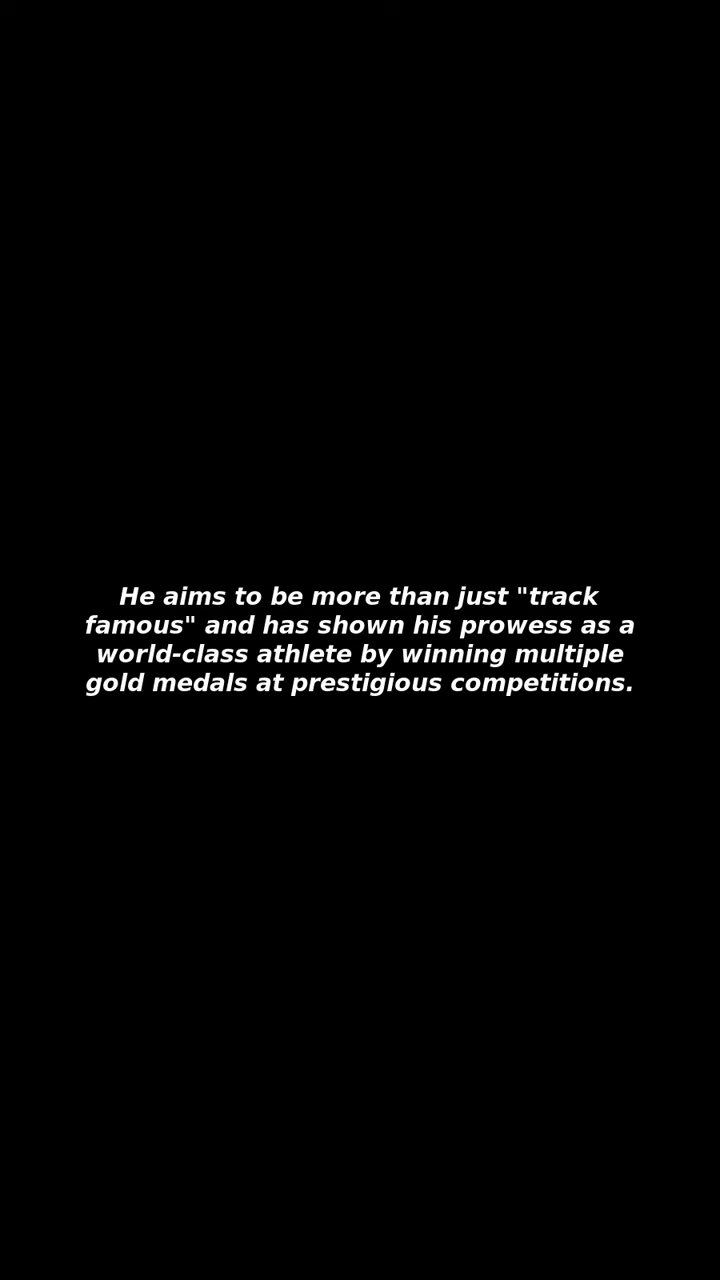 He aims to be more than just "track
famous" and has shown his prowess as a
world-class athlete by winning multiple
gold medals at prestigious competitions.